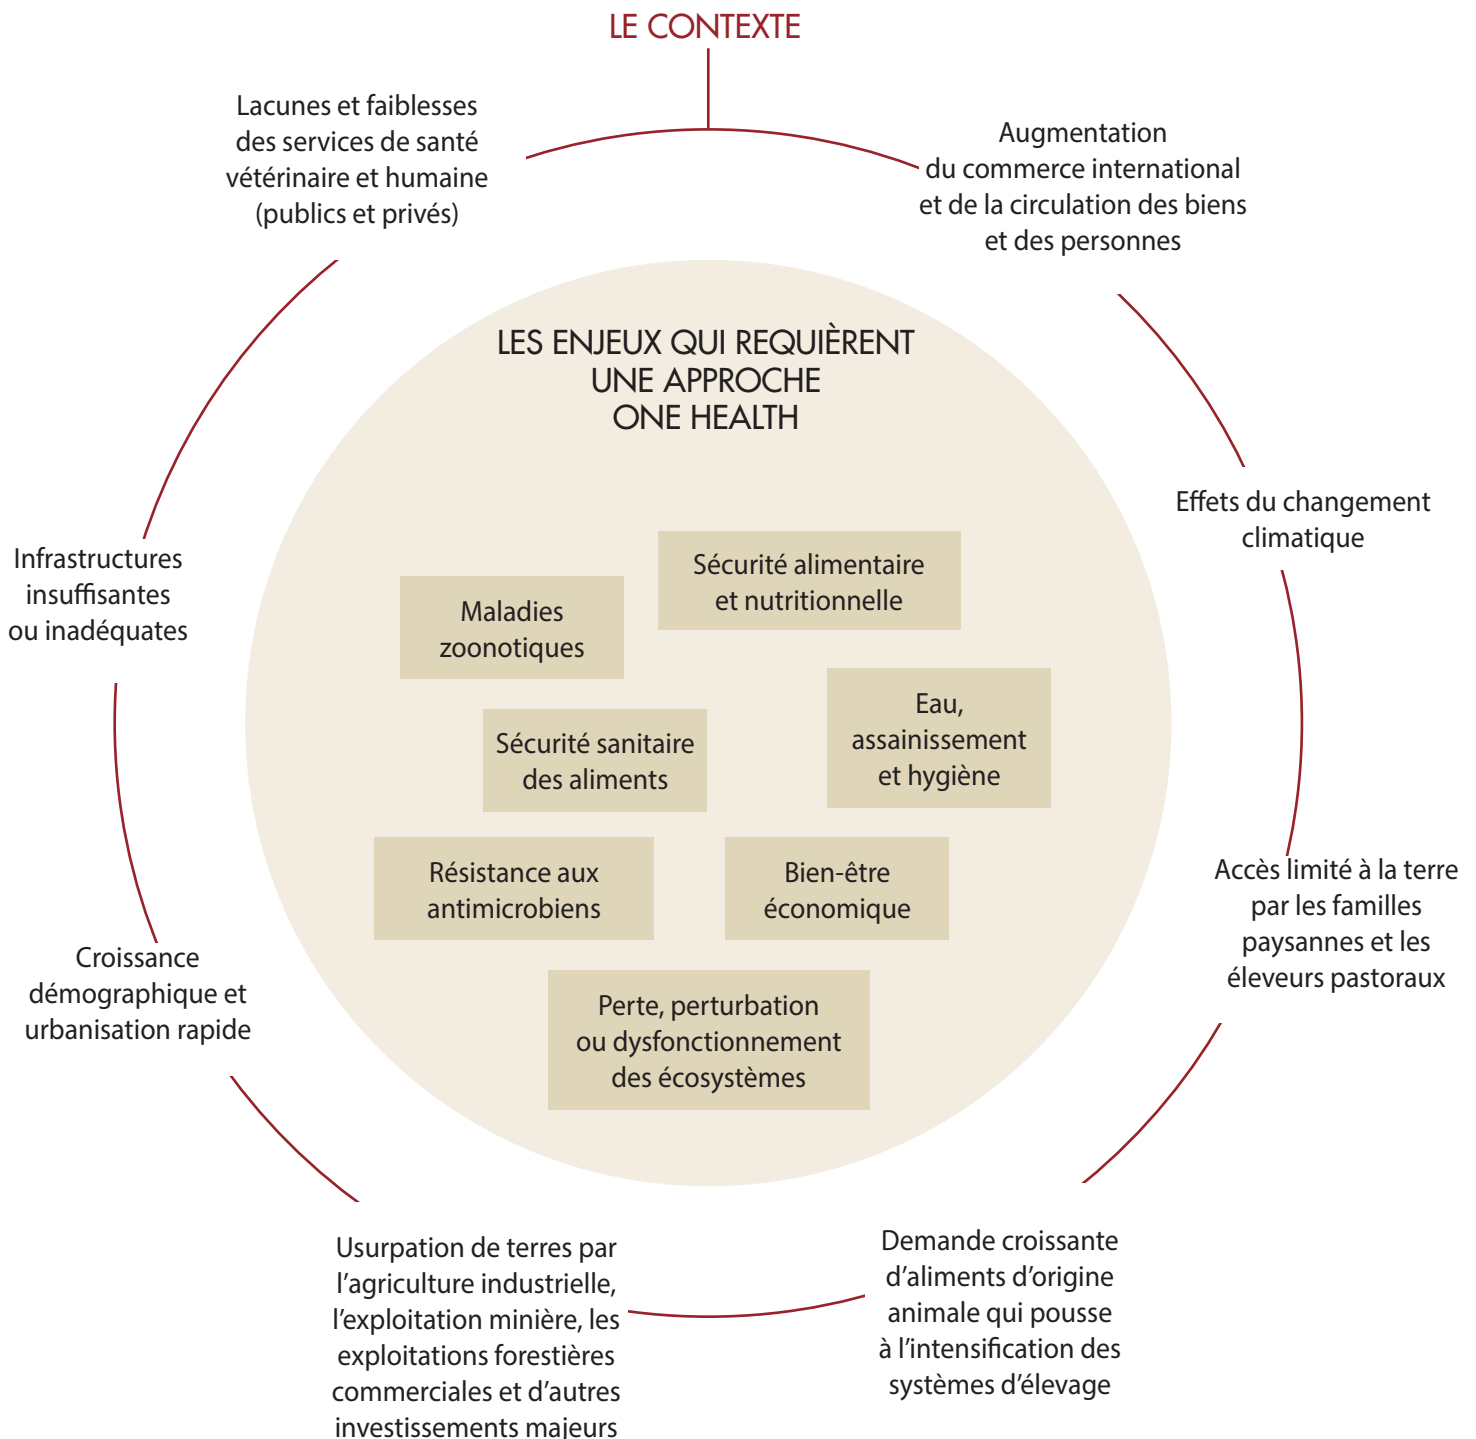 LE CONTEXTE
Lacunes et faiblesses
des services de santé
vétérinaire et humaine
(publics et privés)
Augmentation
du commerce international
et de la circulation des biens
et des personnes
LES ENJEUX QUI REQUIÈRENT
UNE APPROCHE
ONE HEALTH
Effets du changement
climatique
Infrastructures
insuffisantes
ou inadéquates
Sécurité alimentaire
et nutritionnelle
Maladies
zoonotiques
Eau,
assainissement
et hygiène
Sécurité sanitaire
des aliments
Résistance aux
antimicrobiens
Bien-être
économique
Accès limité à la terre
par les familles
paysannes et les
éleveurs pastoraux
Croissance
démographique et
urbanisation rapide
Perte, perturbation
ou dysfonctionnement
des écosystèmes
Usurpation de terres par
l’agriculture industrielle,
l’exploitation minière, les
exploitations forestières
commerciales et d’autres
investissements majeurs
Demande croissante
d’aliments d’origine
animale qui pousse
à l’intensification des
systèmes d’élevage